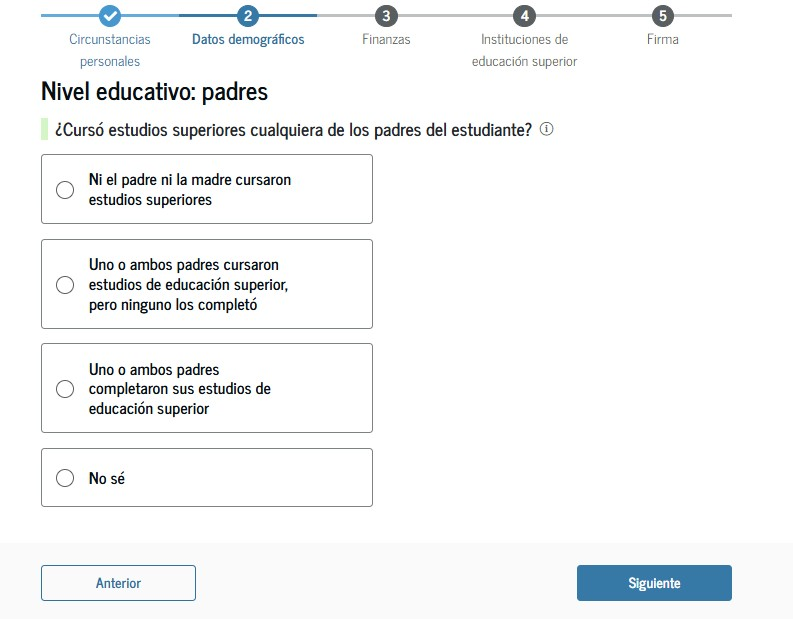 2
3
4
5
Circunstancias
personales
Datos demográficos
Finanzas
Instituciones de
educación superior
Firma
Nivel educativo: padres
¿Cursó estudios superiores cualquiera de los padres del estudiante?
Ni el padre ni la madre cursaron
estudios superiores
Uno o ambos padres cursaron
estudios de educación superior,
pero ninguno los completó
Uno o ambos padres
completaron sus estudios de
educación superior
No sé
Anterior
Siguiente